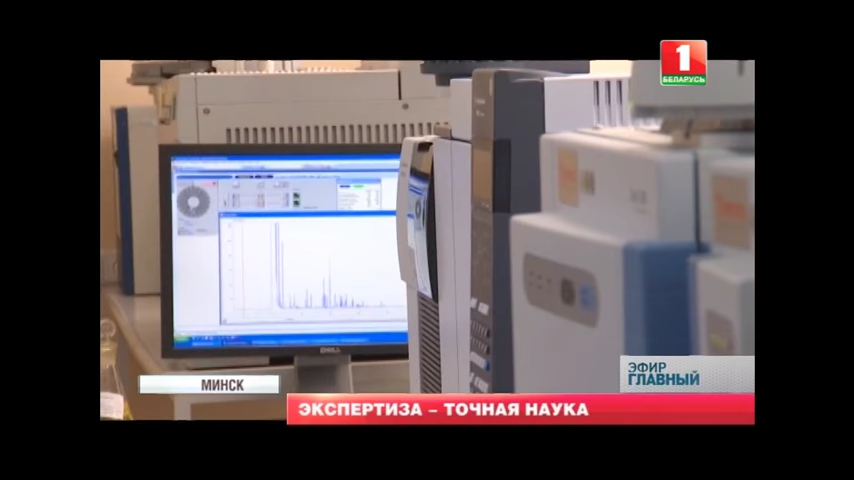 1
БЕЛАРУСЬ
DELL
ЭФИР
ГЛАВНЫЙ
МИНСК
ЭКСПЕРТИЗА – ТОЧНАЯ НАУКА